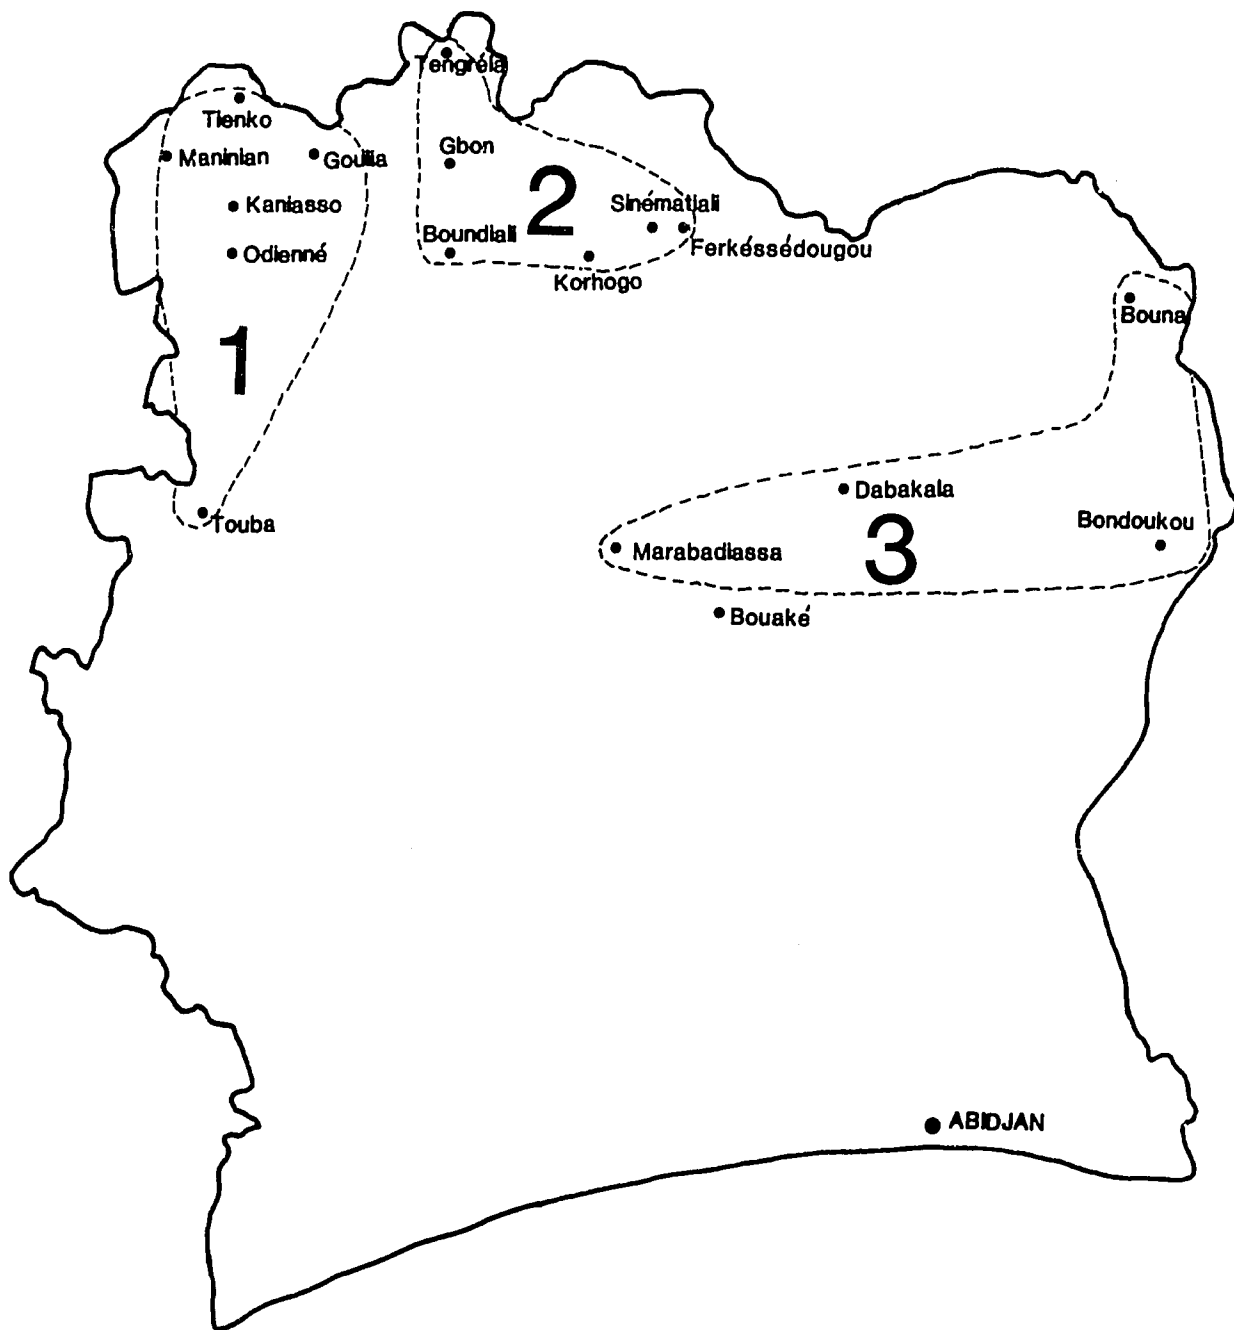 Tengréla
Tienko
Maninian
Goulia
Gbon
Kaniasso
2
Sinématiali
Odienné
Boundiali
Ferkéssédougou
Korhogo
Bouna
1
Dabakala
Touba
Bondoukou
Marabadiassa
3
Bouaké
ABIDJAN